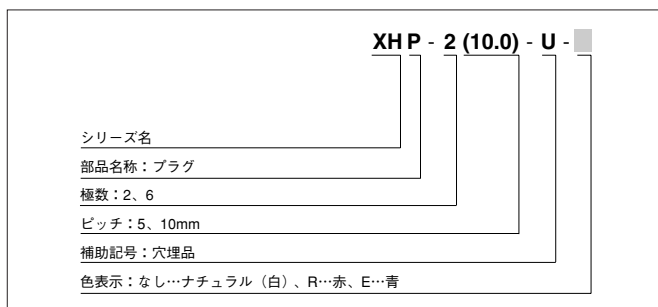 XH P - 2 (10.0) - U -
シリーズ名
部品名称：プラグ
極数：2、6
ピッチ：5、10mm
補助記号：穴埋品
色表示：なし…ナチュラル（白）、R…赤、E…青